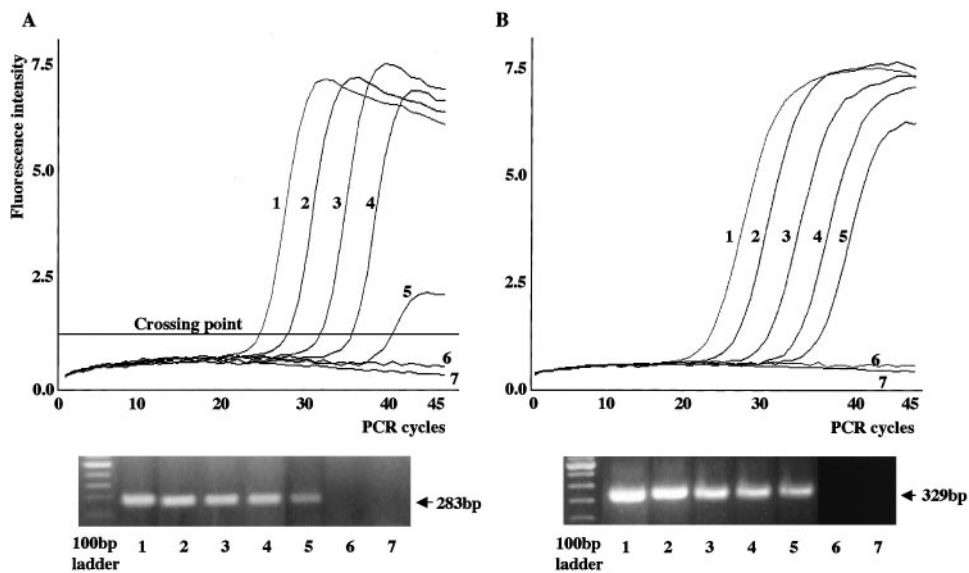 A
Fluorescence intensity
7.5
5.0
2.5
0.0
1
2
3
4
5
6
7
Crossing point
0 10 20 30 40 45
PCR cycles
283bp
100bp ladder
1 2 3 4 5 6 7
B
7.5
5.0
2.5
0.0
1
2
3
4
5
6
7
0 10 20 30 40 45
PCR cycles
329bp
100bp ladder
1 2 3 4 5 6 7